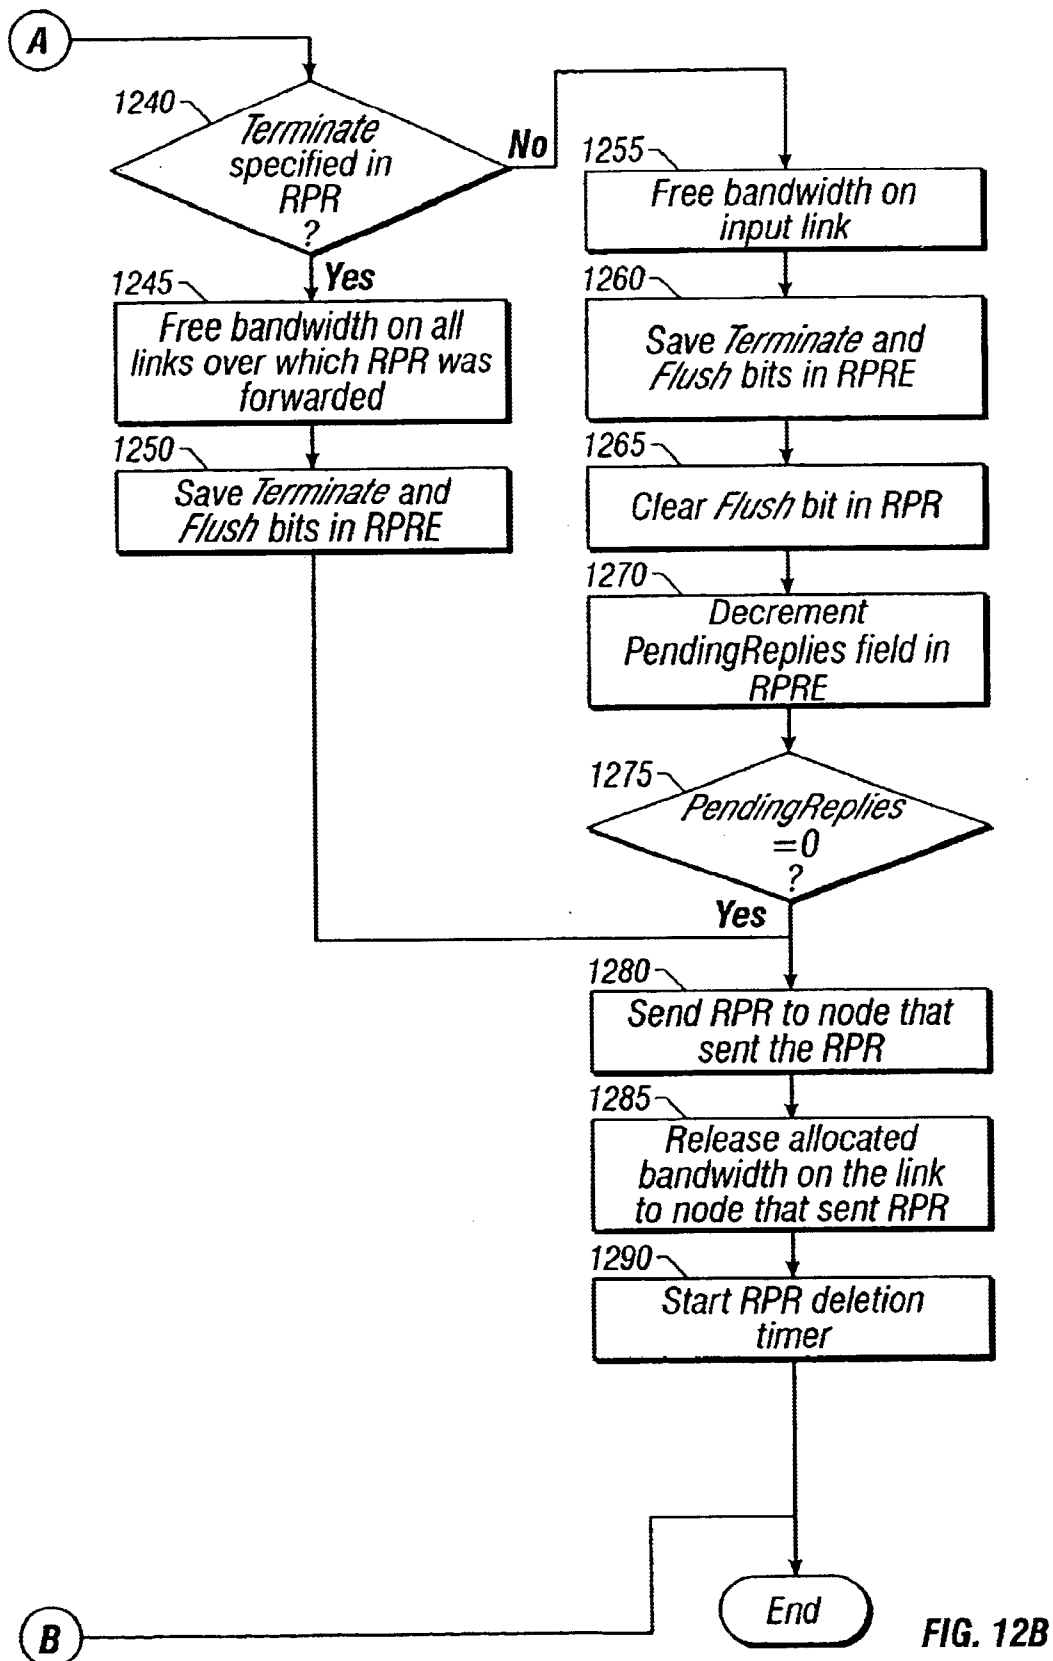 A
1240
Terminate
specified in
RPR
?
No
Yes
1245
Free bandwidth on all
links over which RPR was
forwarded
1250
Save Terminate and
Flush bits in RPRE
1255
Free bandwidth on
input link
1260
Save Terminate and
Flush bits in RPRE
1265
Clear Flush bit in RPR
1270
Decrement
PendingReplies field in
RPRE
1275
PendingReplies
=0
?
Yes
1280
Send RPR to node that
sent the RPR
1285
Release allocated
bandwidth on the link
to node that sent RPR
1290
Start RPR deletion
timer
End
B
FIG. 12B